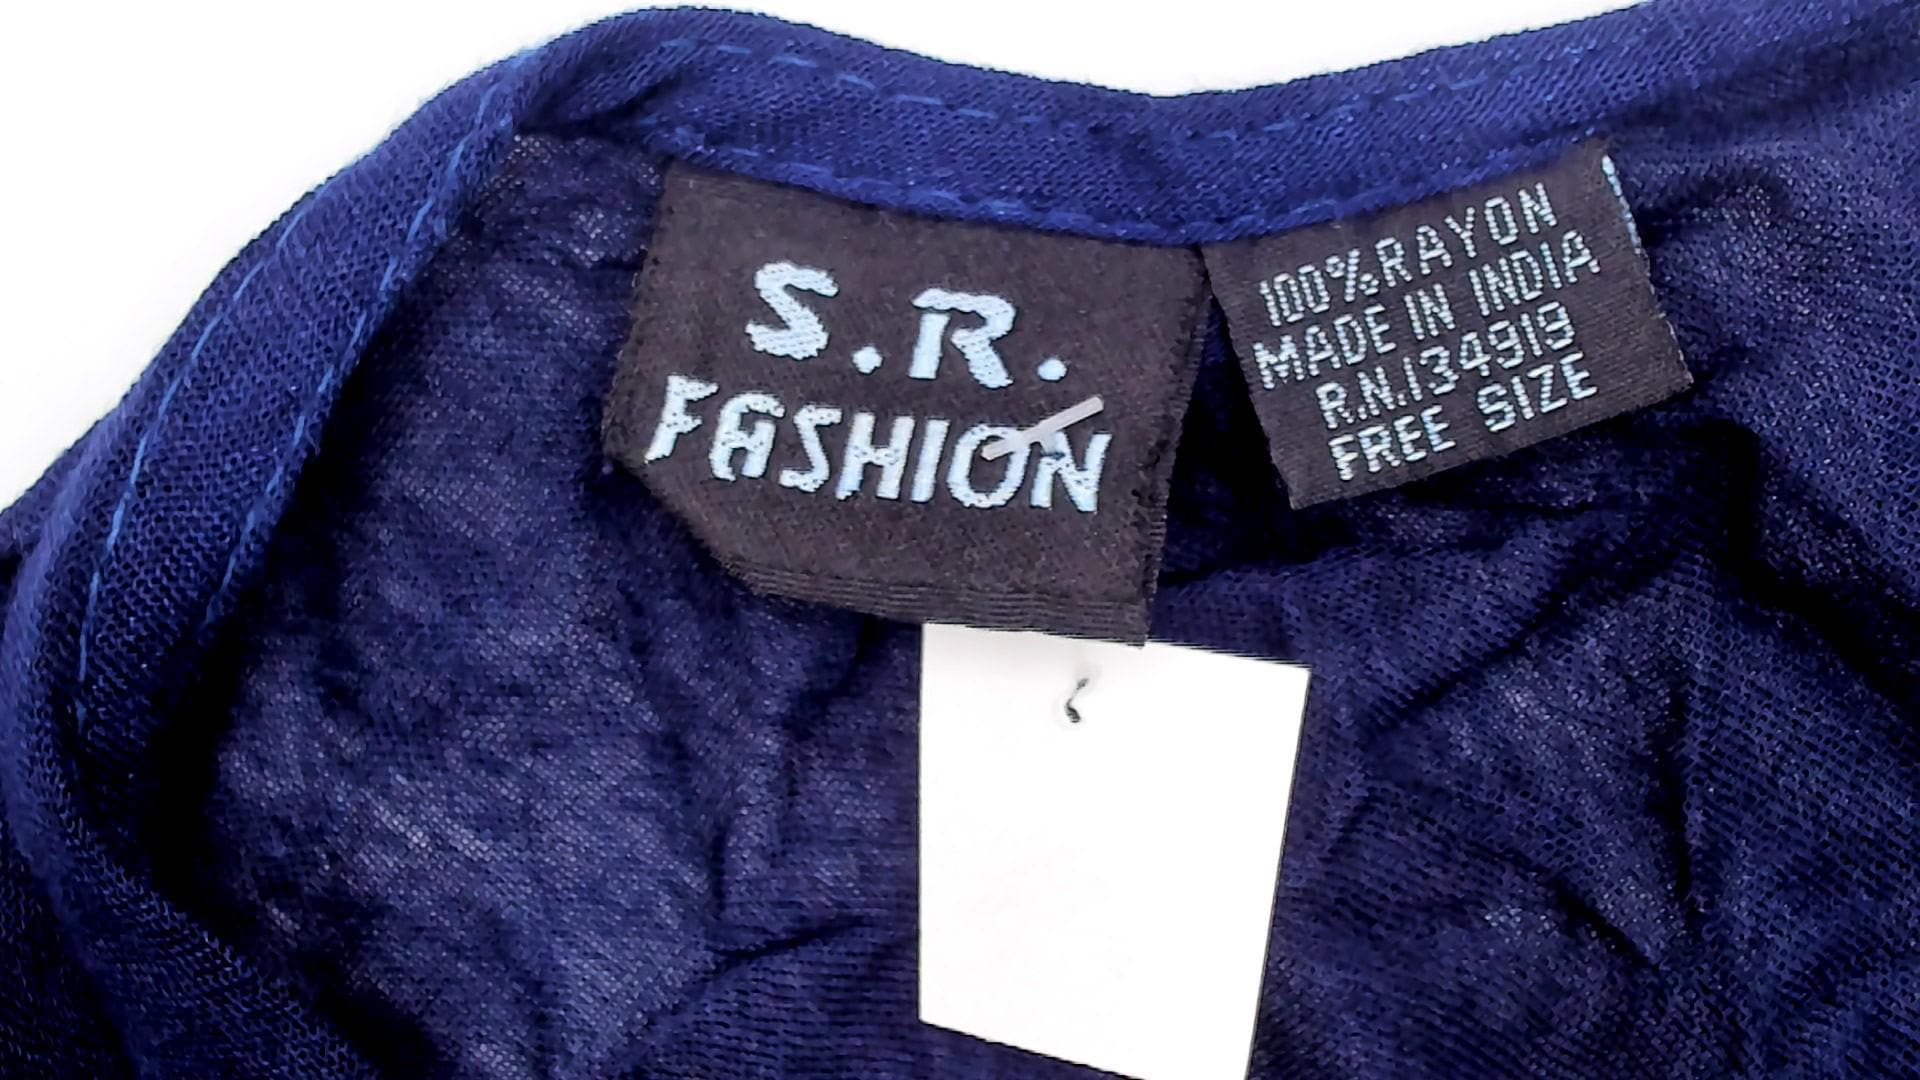 S.R.
FASHION
100%RAYON
MADE IN INDIA
R.N.134919
FREE SIZE